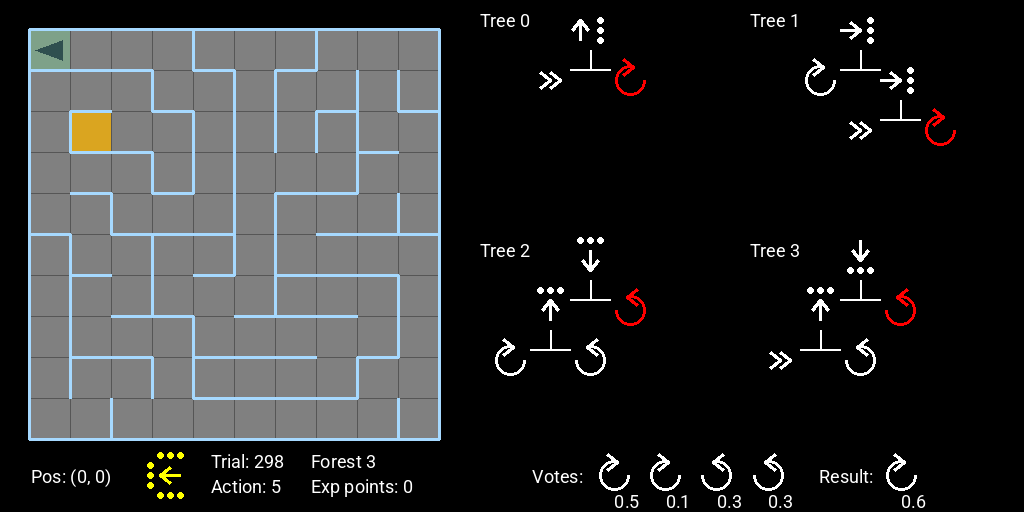 Tree 0
Tree 1
Tree 2
Tree 3
Pos: (0, 0)
Trial: 298
Forest 3
Action: 5
Exp points: 0
Votes:
0.5
0.1
0.3
0.3
Result:
0.6